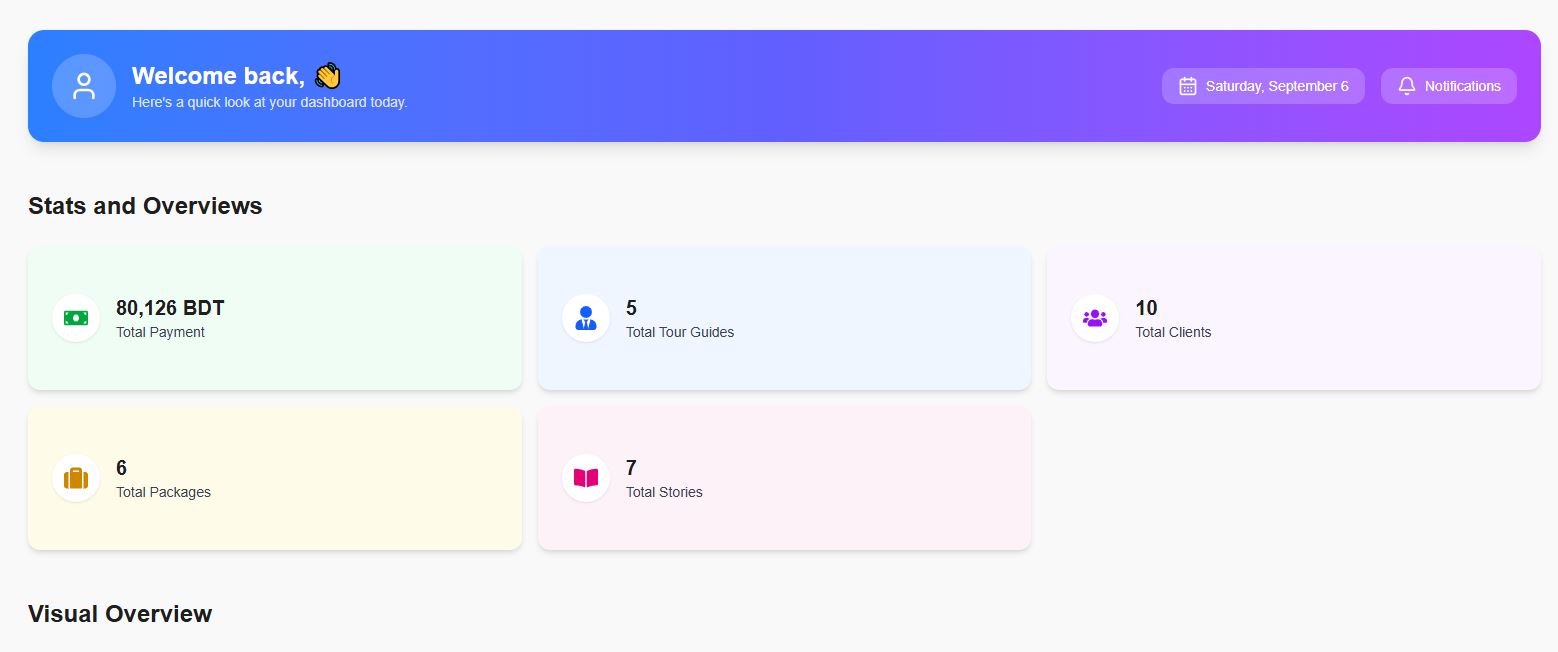 Welcome back, 👋
Here's a quick look at your dashboard today.
Saturday, September 6
Notifications
Stats and Overviews
80,126 BDT
Total Payment
5
Total Tour Guides
10
Total Clients
6
Total Packages
7
Total Stories
Visual Overview